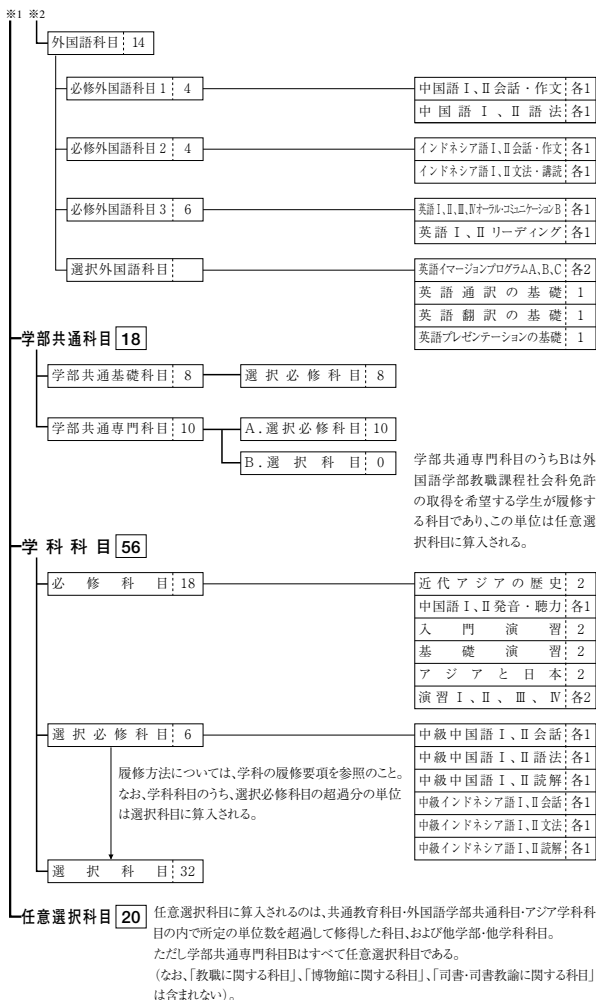 ※1 ※2
外国語科目 14
必修外国語科目1 4
中国語Ⅰ、Ⅱ会話・作文 各1
中国語Ⅰ、Ⅱ語法 各1
必修外国語科目2 4
インドネシア語Ⅰ、Ⅱ会話・作文 各1
インドネシア語Ⅰ、Ⅱ文法・講読 各1
必修外国語科目3 6
英語Ⅰ、Ⅱ、Ⅲ、Ⅳオーラル・コミュニケーションB 各1
英語Ⅰ、Ⅱリーディング 各1
選択外国語科目
英語イマージョンプログラムA、B、C 各2
英語通訳の基礎 1
英語翻訳の基礎 1
英語プレゼンテーションの基礎 1
学部共通科目 18
学部共通基礎科目 8
選択必修科目 8
学部共通専門科目 10
A.選択必修科目 10
B.選択科目 0
学部共通専門科目のうちBは外
国語学部教職課程社会科免許
の取得を希望する学生が履修す
る科目であり、この単位は任意選
択科目に算入される。
学科科目 56
必修科目 18
近代アジアの歴史 2
中国語Ⅰ、Ⅱ発音・聴力 各1
入門演習 2
基礎演習 2
アジアと日本 2
演習Ⅰ、Ⅱ、Ⅲ、Ⅳ 各2
選択必修科目 6
中級中国語Ⅰ、Ⅱ会話 各1
中級中国語Ⅰ、Ⅱ語法 各1
中級中国語Ⅰ、Ⅱ読解 各1
中級インドネシア語Ⅰ、Ⅱ会話 各1
中級インドネシア語Ⅰ、Ⅱ文法 各1
中級インドネシア語Ⅰ、Ⅱ読解 各1
履修方法については、学科の履修要項を参照のこと。
なお、学科科目のうち、選択必修科目の超過分の単位
は選択科目に算入される。
選択科目 32
任意選択科目 20
任意選択科目に算入されるのは、共通教育科目・外国語学部共通科目・アジア学科科
目の内で所定の単位数を超過して修得した科目、および他学部・他学科科目。
ただし学部共通専門科目Bはすべて任意選択科目である。
(なお、「教職に関する科目」、「博物館に関する科目」、「司書・司書教諭に関する科目」
は含まれない)。